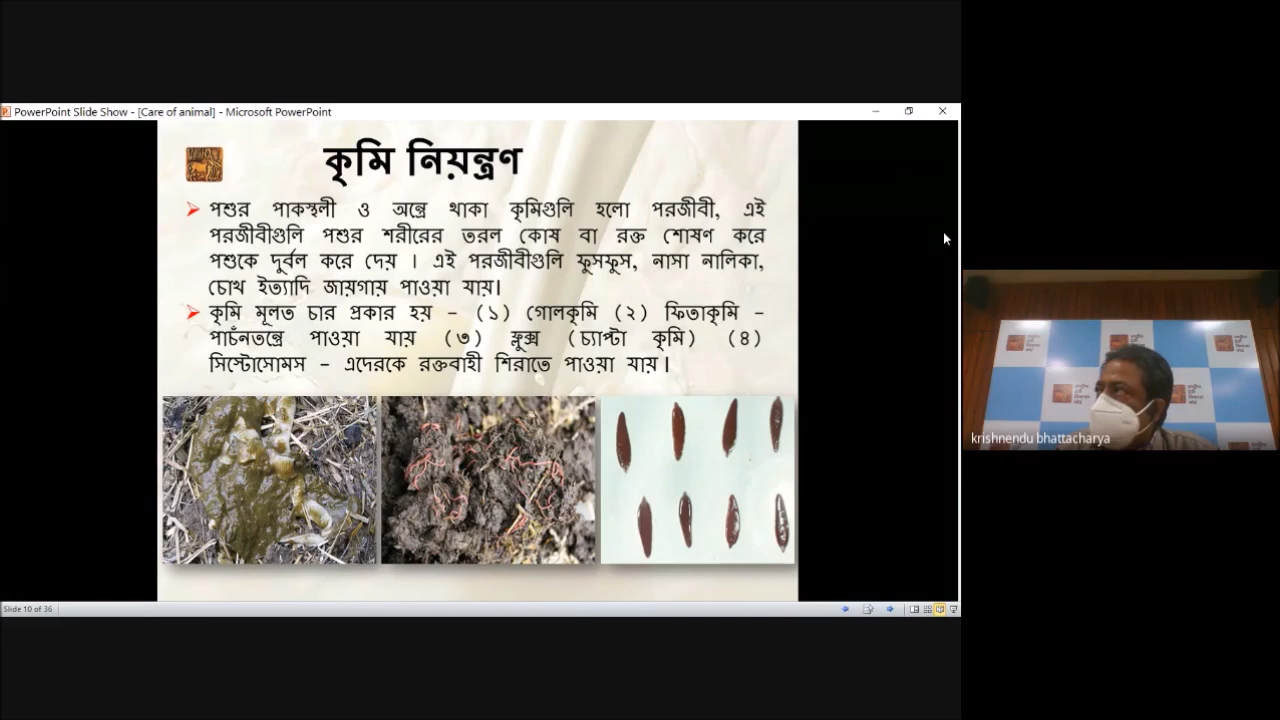 PowerPoint Slide Show - [Care of animal] - Microsoft PowerPoint
কৃমি নিয়ন্ত্রণ
পশুর পাকস্থলী ও অন্ত্রে থাকা কৃমিগুলি হলো পরজীবী, এই
পরজীবীগুলি পশুর শরীরের তরল কোষ বা রক্ত শোষণ করে
পশুকে দুর্বল করে দেয় । এই পরজীবীগুলি ফুসফুস, নাসা নালিকা,
চোখ ইত্যাদি জায়গায় পাওয়া যায়।
কৃমি মূলত চার প্রকার হয় – (১) গোলকৃমি (২) ফিতাকৃমি –
পাচঁনতন্ত্রে পাওয়া যায় (৩) ফ্লুক্স (চ্যাপ্টা কৃমি) (৪)
সিস্টোসোমস – এদেরকে রক্তবাহী শিরাতে পাওয়া যায়।
krishnendu bhattacharya
Slide 10 of 36